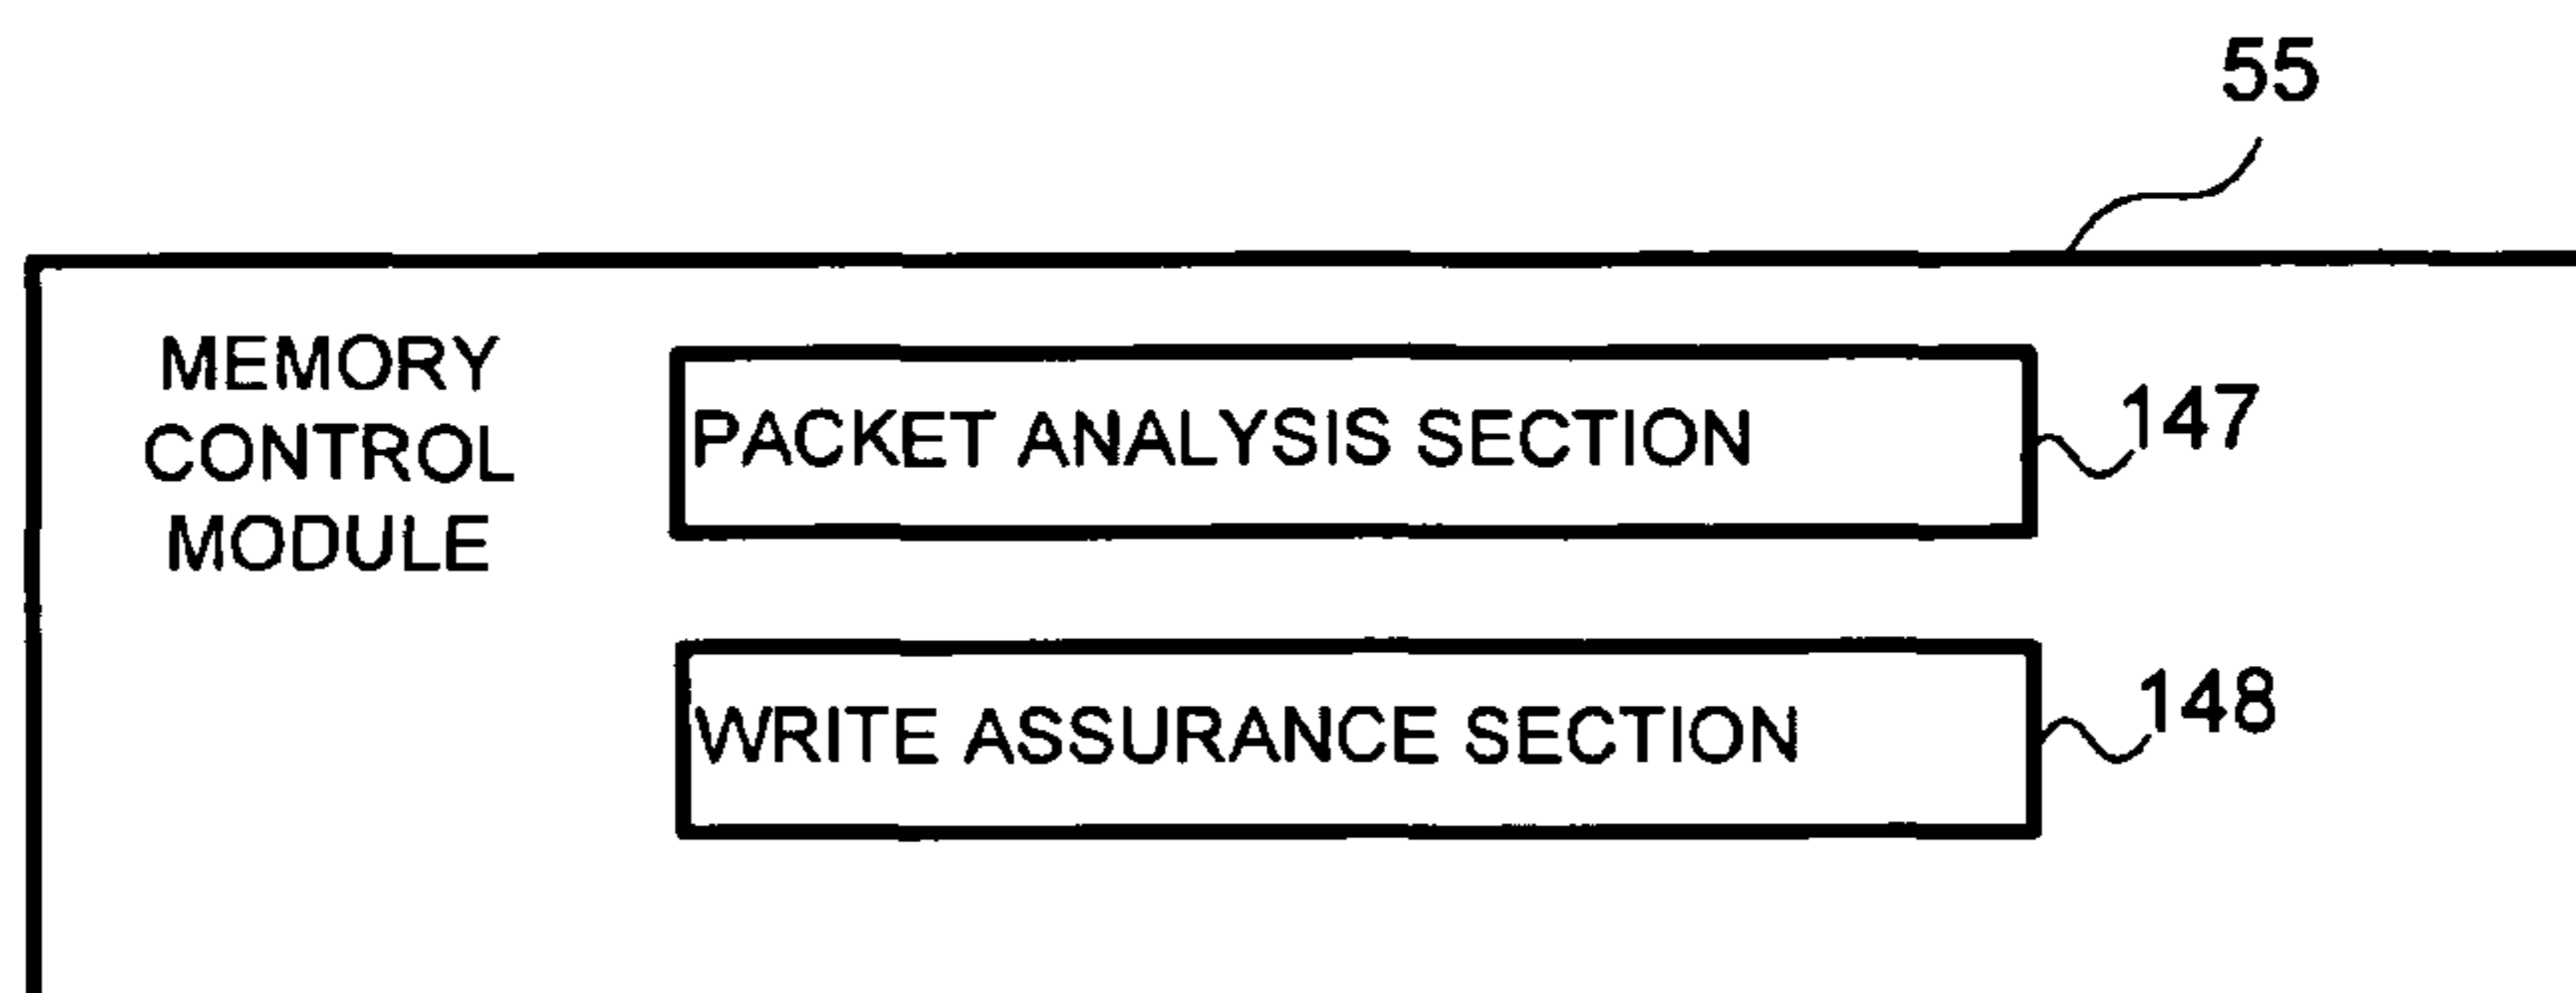 55
MEMORY
CONTROL
MODULE
PACKET ANALYSIS SECTION
147
WRITE ASSURANCE SECTION
148